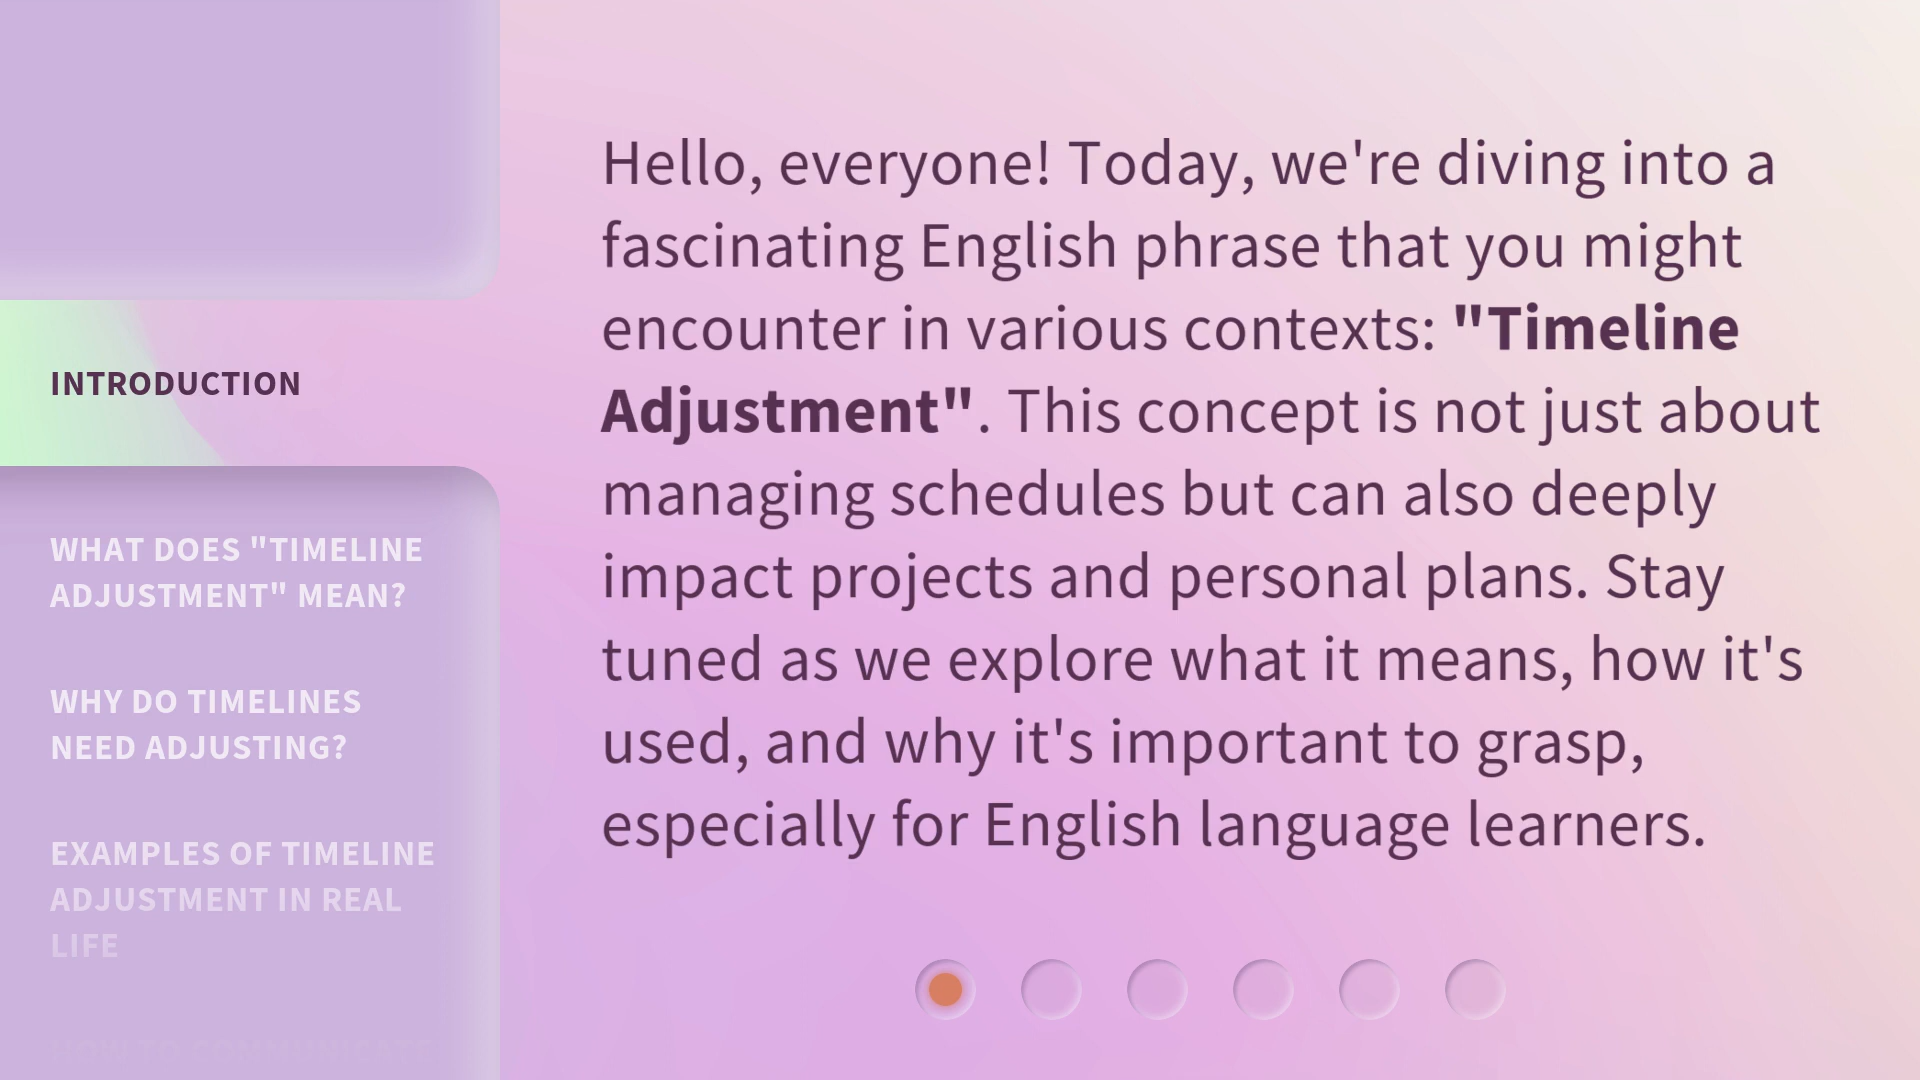 INTRODUCTION
WHAT DOES "TIMELINE
ADJUSTMENT" MEAN?
WHY DO TIMELINES
NEED ADJUSTING?
EXAMPLES OF TIMELINE
ADJUSTMENT IN REAL
LIFE
HOW TO COMMUNICATE
Hello, everyone! Today, we're diving into a
fascinating English phrase that you might
encounter in various contexts: "Timeline
Adjustment". This concept is not just about
managing schedules but can also deeply
impact projects and personal plans. Stay
tuned as we explore what it means, how it's
used, and why it's important to grasp,
especially for English language learners.